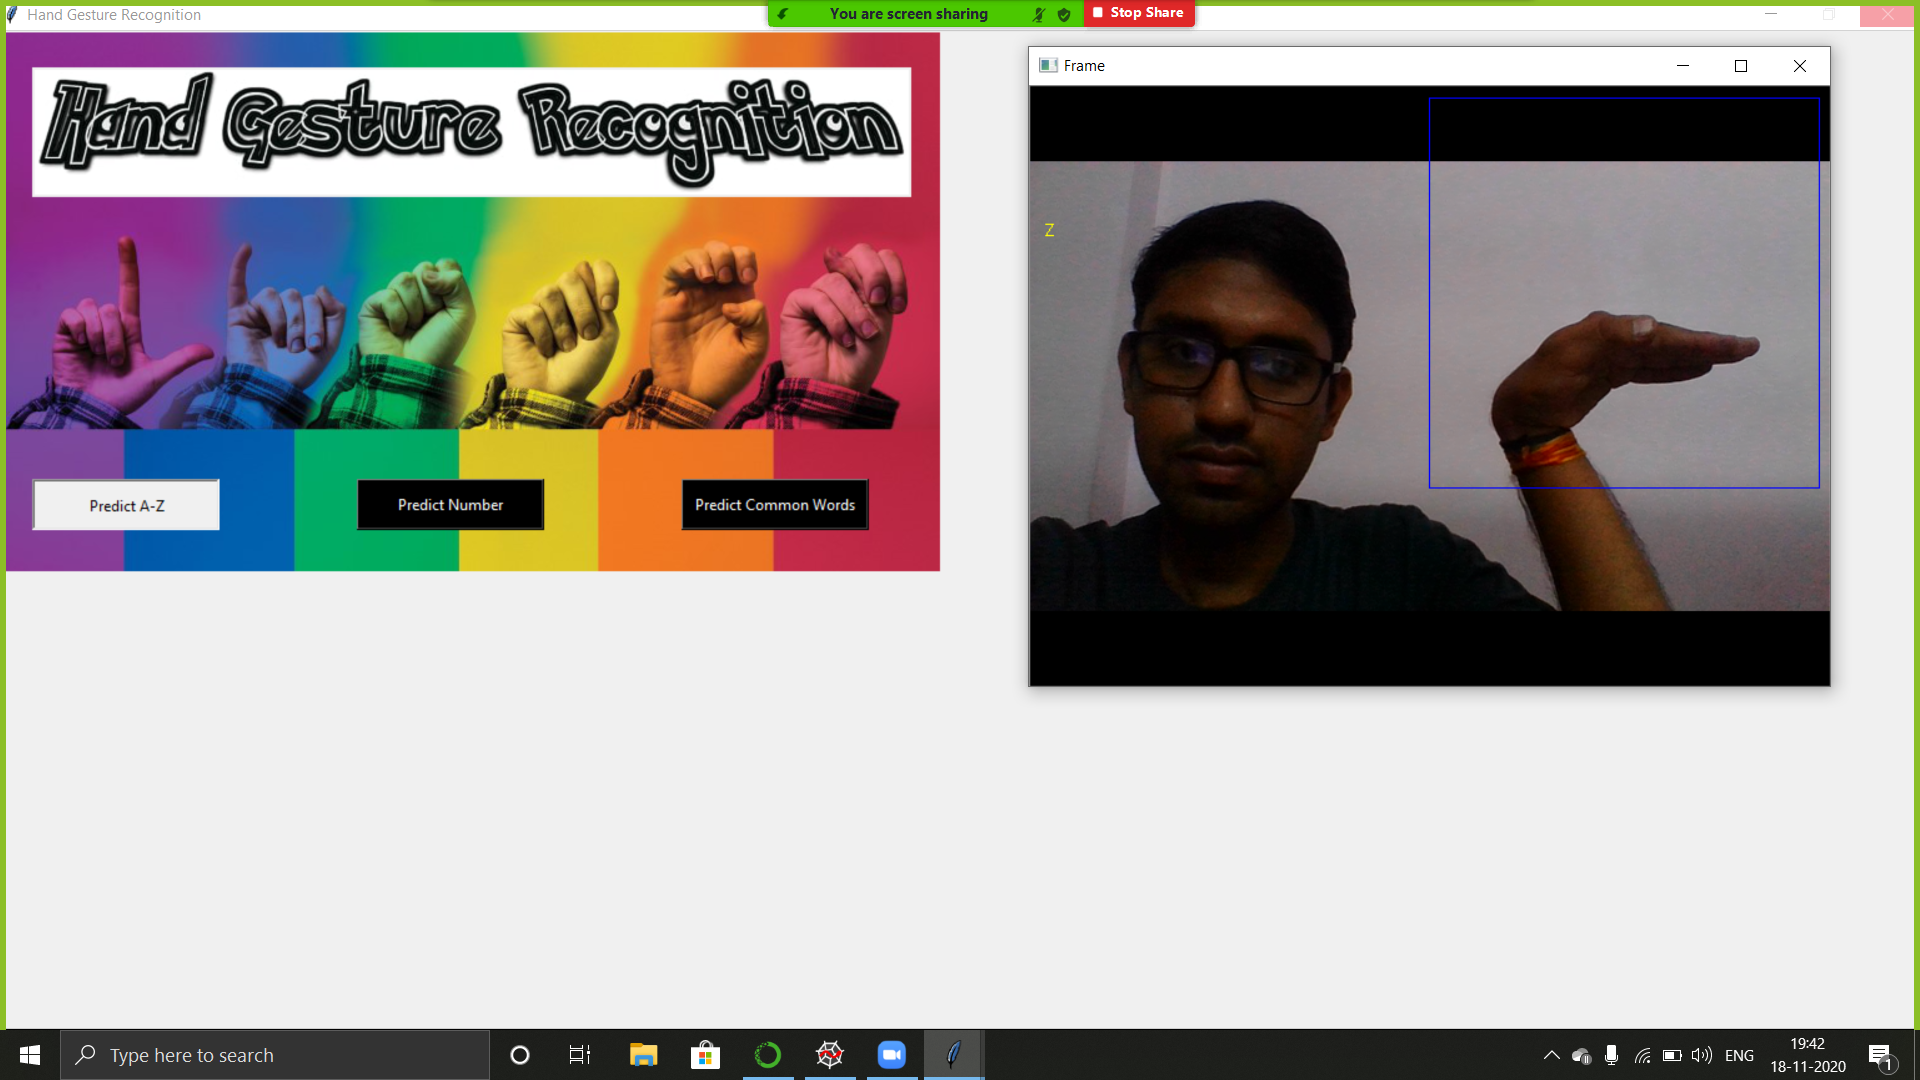 Hand Gesture Recognition
You are screen sharing
Stop Share
Hand Gesture Recognition
Predict A-Z
Predict Number
Predict Common Words
Frame
Z
Type here to search
ENG
19:42
18-11-2020
1